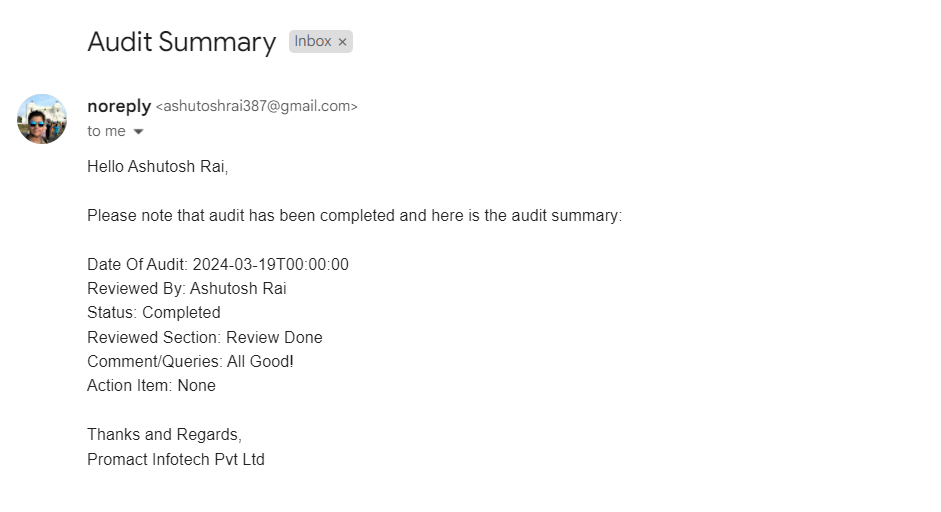 Audit Summary Inbox ×
noreply <ashutoshrai387@gmail.com>
to me
Hello Ashutosh Rai,
Please note that audit has been completed and here is the audit summary:
Date Of Audit: 2024-03-19T00:00:00
Reviewed By: Ashutosh Rai
Status: Completed
Reviewed Section: Review Done
Comment/Queries: All Good!
Action Item: None
Thanks and Regards,
Promact Infotech Pvt Ltd